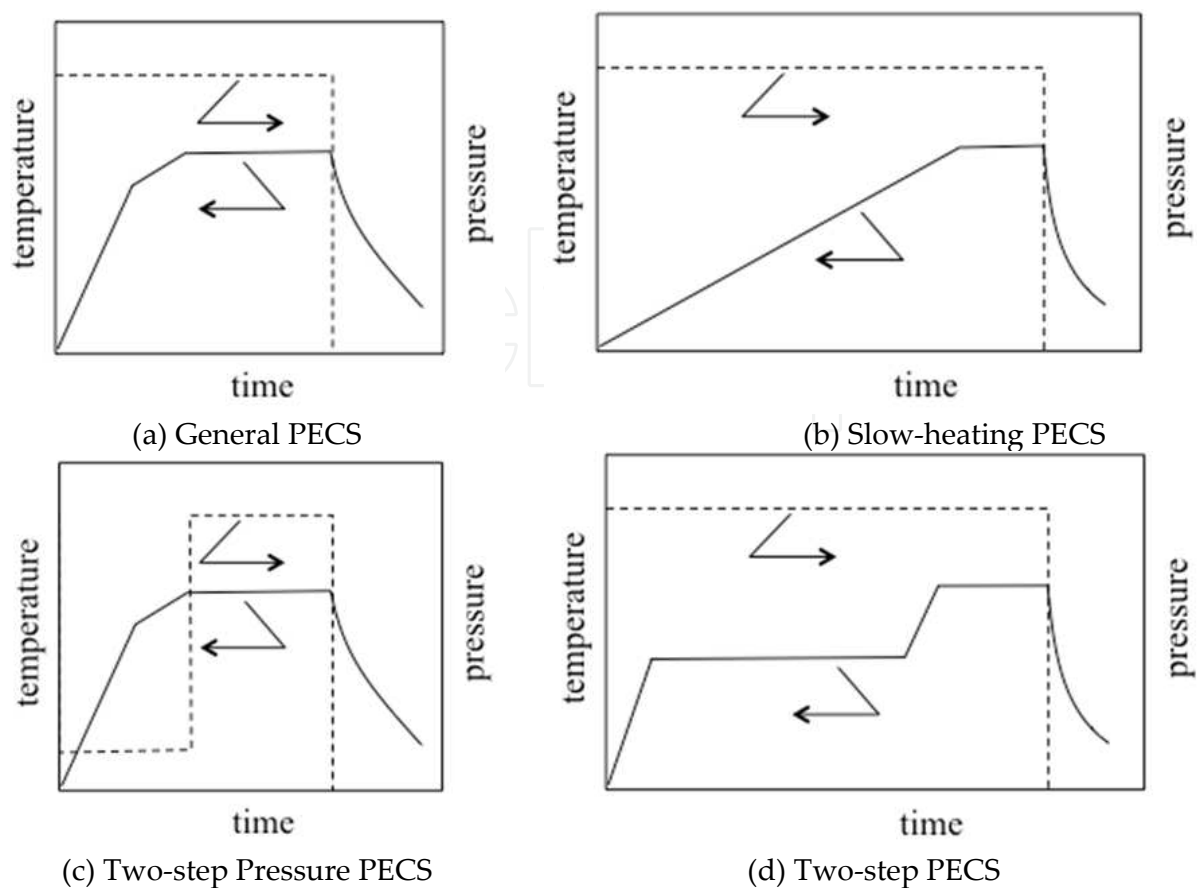 temperature
pressure
time
(a) General PECS
temperature
pressure
time
(b) Slow-heating PECS
temperature
pressure
time
(c) Two-step Pressure PECS
temperature
pressure
time
(d) Two-step PECS